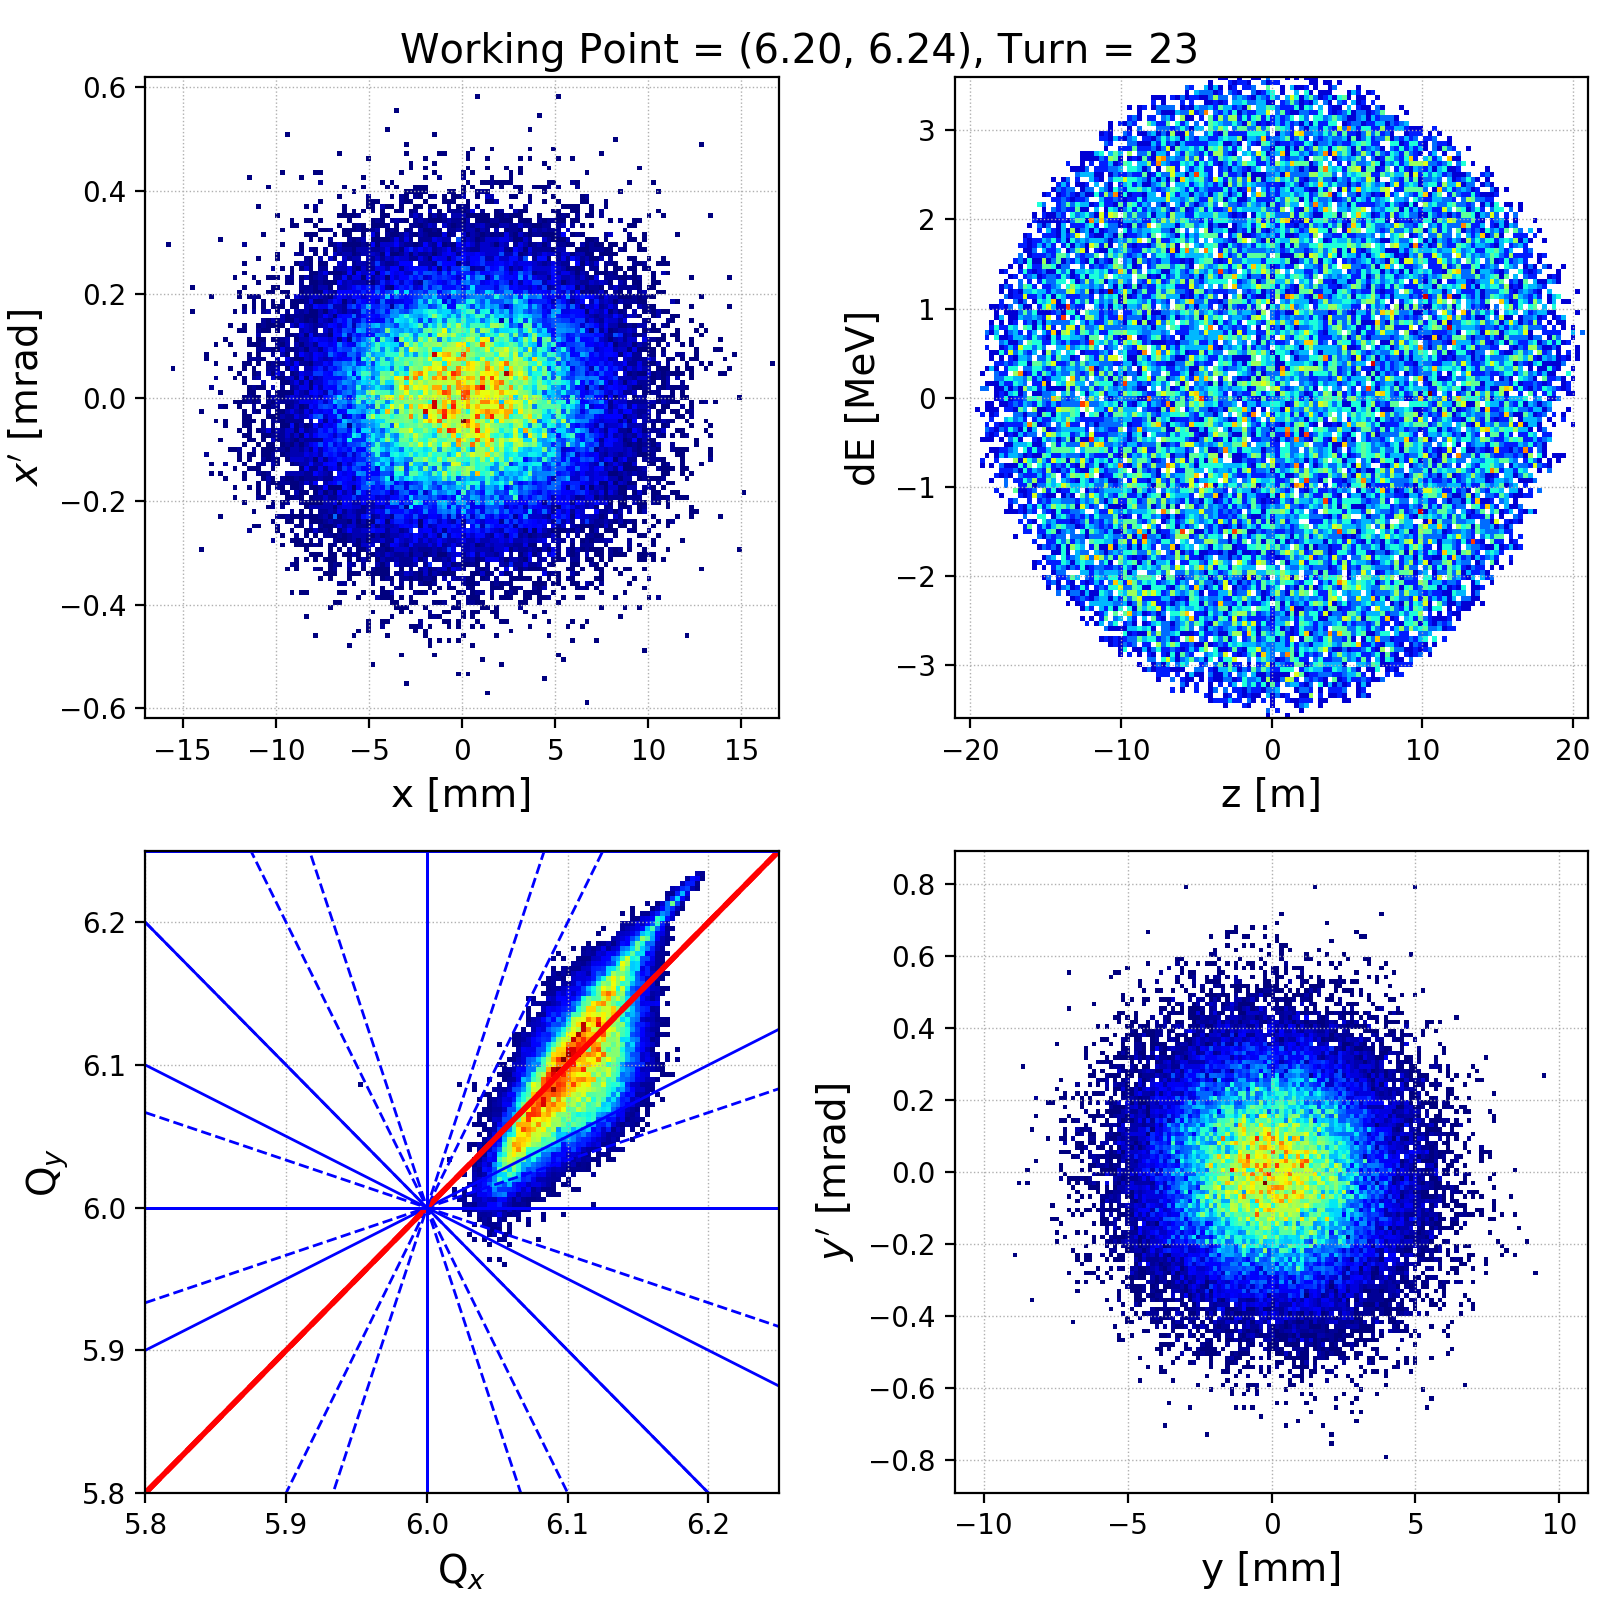 Working Point = (6.20, 6.24), Turn = 23
0.6
0.4
0.2
0.0
−0.2
−0.4
−0.6
x′ [mrad]
−15 −10 −5 0 5 10 15
x [mm]
3
2
1
0
−1
−2
−3
dE [MeV]
−20 −10 0 10 20
z [m]
6.2
6.1
6.0
5.9
5.8
Qy
5.8 5.9 6.0 6.1 6.2
Qx
0.8
0.6
0.4
0.2
0.0
−0.2
−0.4
−0.6
−0.8
y′ [mrad]
−10 −5 0 5 10
y [mm]